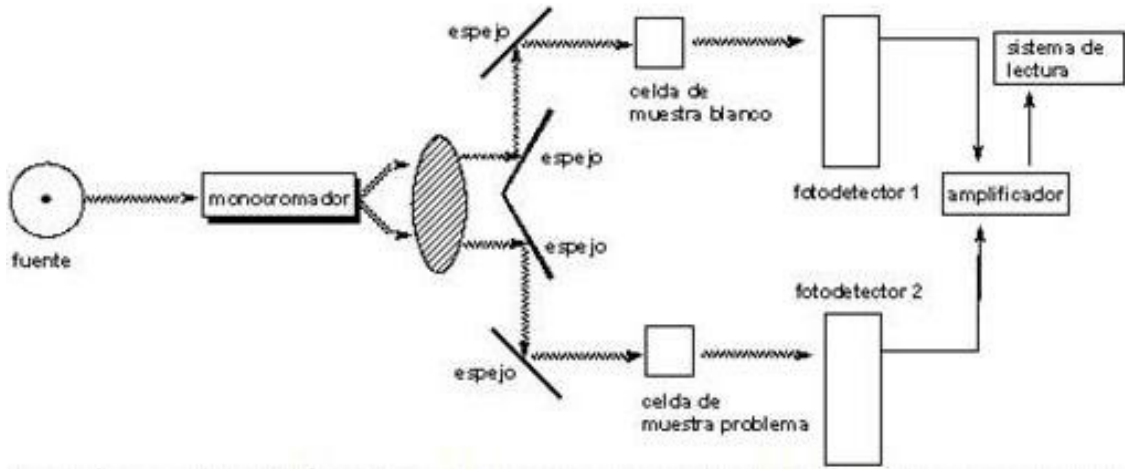 espejo
sistema de
lectura
celda de
muestra blanco
espejo
monocromador
fotodetector 1
amplificador
fuente
espejo
fotodetector 2
espejo
celda de
muestra problema